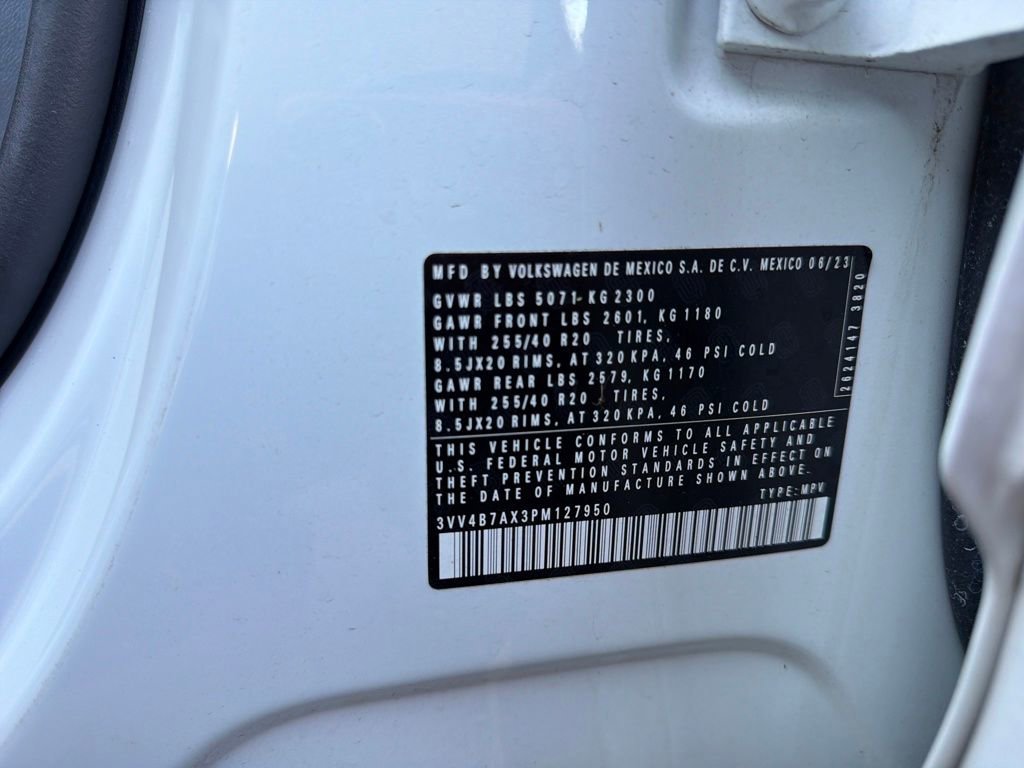 MFD BY VOLKSWAGEN DE MEXICO S.A. DE C.V. MEXICO 06/23
GVWR LBS 5071-KG 2300
GAWR FRONT LBS 2601, KG 1180
WITH 255/40 R20 TIRES,
8.5JX20 RIMS, AT 320 KPA, 46 PSI COLD
GAWR REAR LBS 2579, KG 1170
WITH 255/40 R20 TIRES,
8.5JX20 RIMS, AT 320 KPA, 46 PSI COLD
2624147 3820
THIS VEHICLE CONFORMS TO ALL APPLICABLE
U.S. FEDERAL MOTOR VEHICLE SAFETY AND
THEFT PREVENTION STANDARDS IN EFFECT ON
THE DATE OF MANUFACTURE SHOWN ABOVE.
3VV4B7AX3PM127950 TYPE: MPV